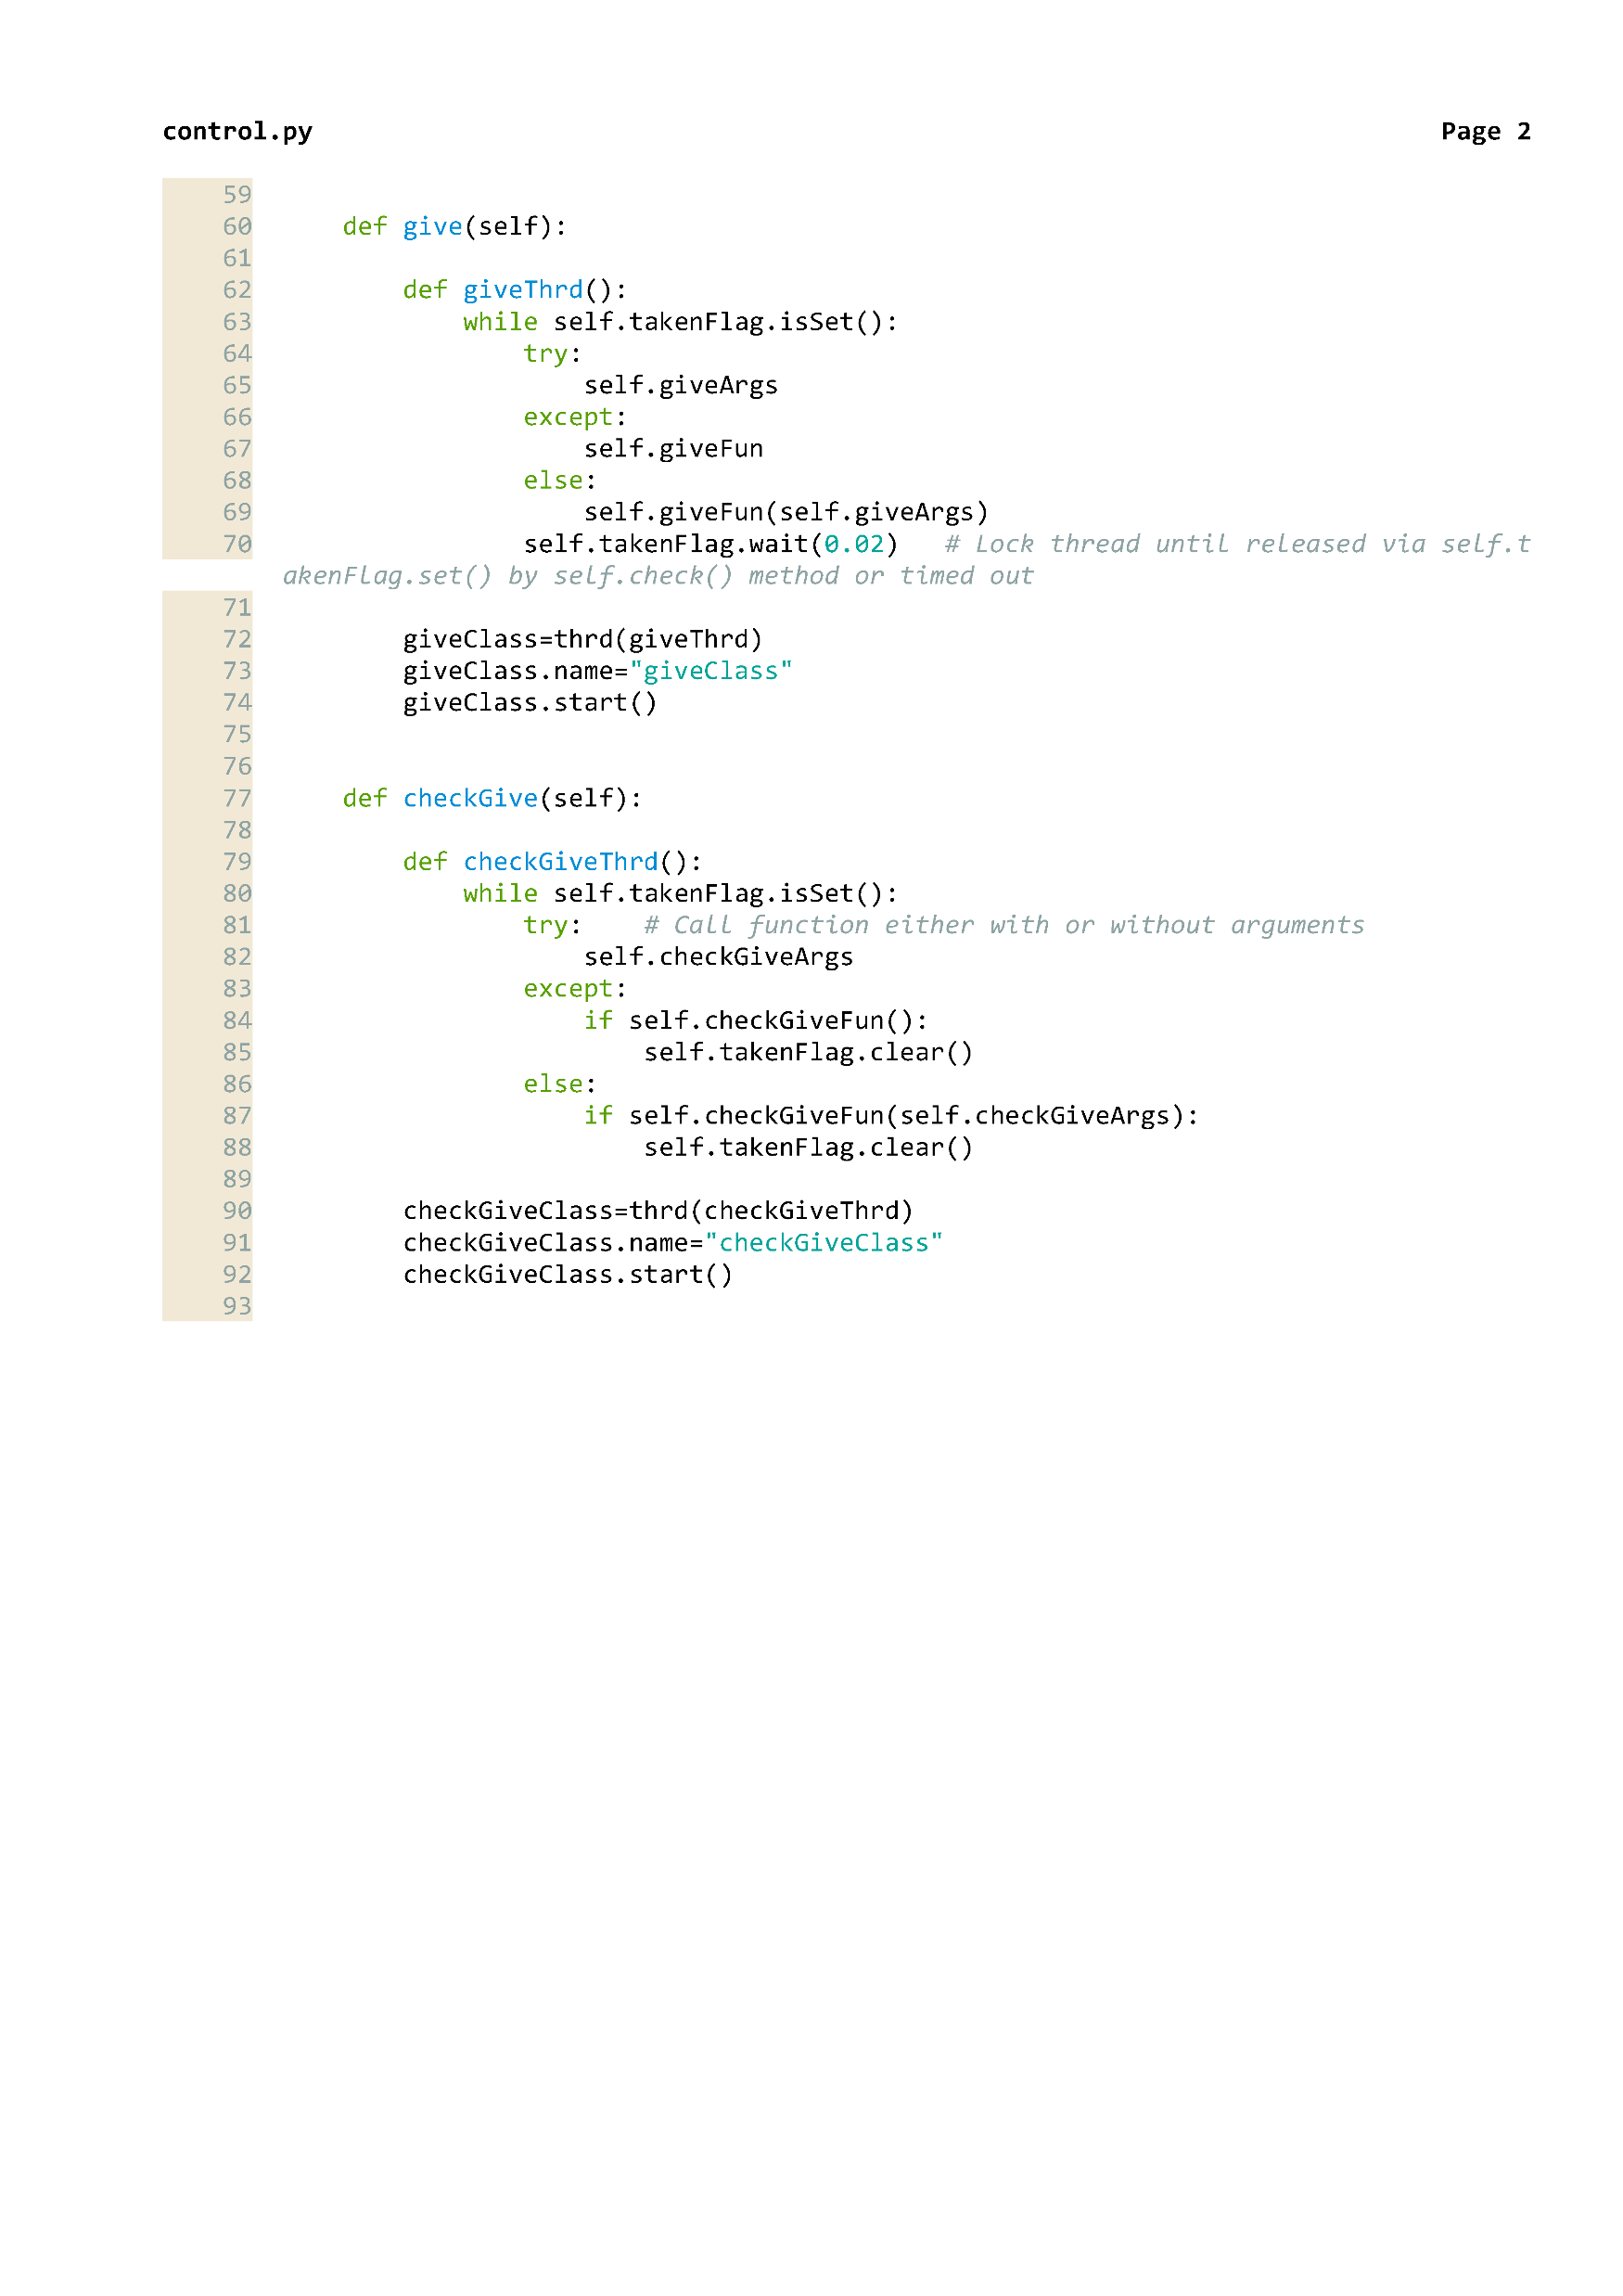 control.py Page 2
59
60 def give(self):
61
62 def giveThrd():
63 while self.takenFlag.isSet():
64 try:
65 self.giveArgs
66 except:
67 self.giveFun
68 else:
69 self.giveFun(self.giveArgs)
70 self.takenFlag.wait(0.02) # Lock thread until released via self.t
akenFlag.set() by self.check() method or timed out
71
72 giveClass=thrd(giveThrd)
73 giveClass.name="giveClass"
74 giveClass.start()
75
76
77 def checkGive(self):
78
79 def checkGiveThrd():
80 while self.takenFlag.isSet():
81 try: # Call function either with or without arguments
82 self.checkGiveArgs
83 except:
84 if self.checkGiveFun():
85 self.takenFlag.clear()
86 else:
87 if self.checkGiveFun(self.checkGiveArgs):
88 self.takenFlag.clear()
89
90 checkGiveClass=thrd(checkGiveThrd)
91 checkGiveClass.name="checkGiveClass"
92 checkGiveClass.start()
93